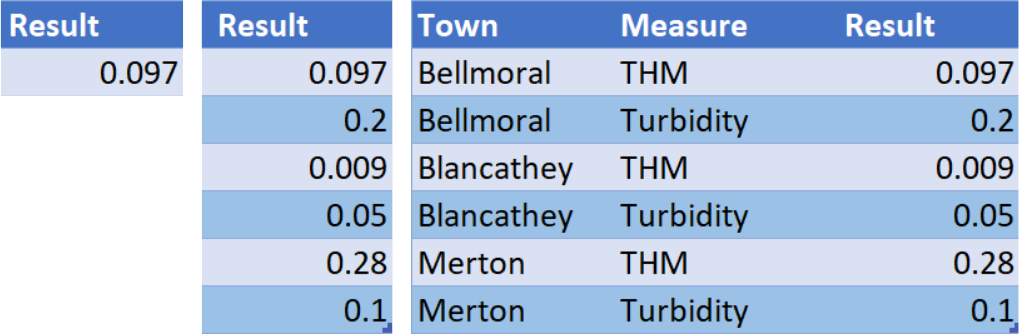 Result Result Town Measure Result
0.097 0.097 Bellmoral THM 0.097
0.2 Bellmoral Turbidity 0.2
0.009 Blancathey THM 0.009
0.05 Blancathey Turbidity 0.05
0.28 Merton THM 0.28
0.1 Merton Turbidity 0.1